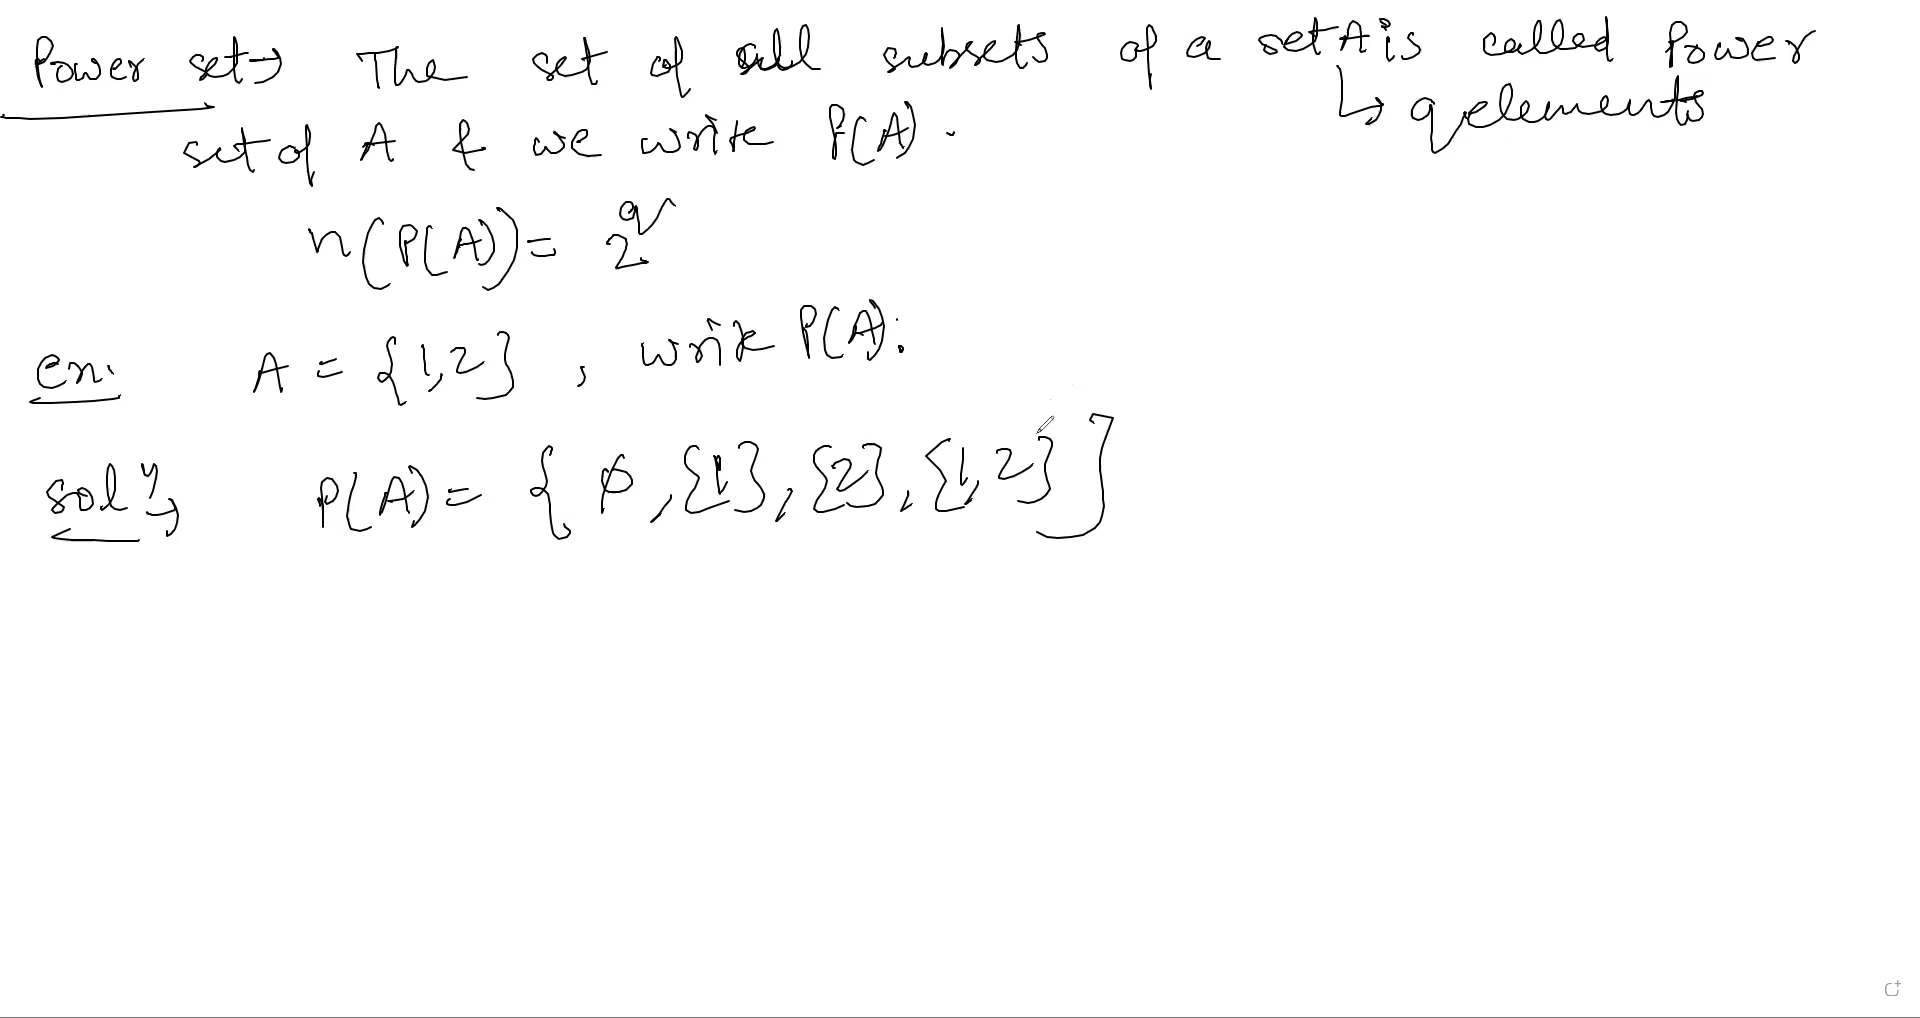 Power set → The set of all subsets of a set A is called Power
↳ q elements
set of A & we write P(A).
n(P(A)) = 2^q
ex. A = {1,2} , write P(A).
solⁿ→ P(A) = { ∅ , {1} , {2} , {1, 2} }